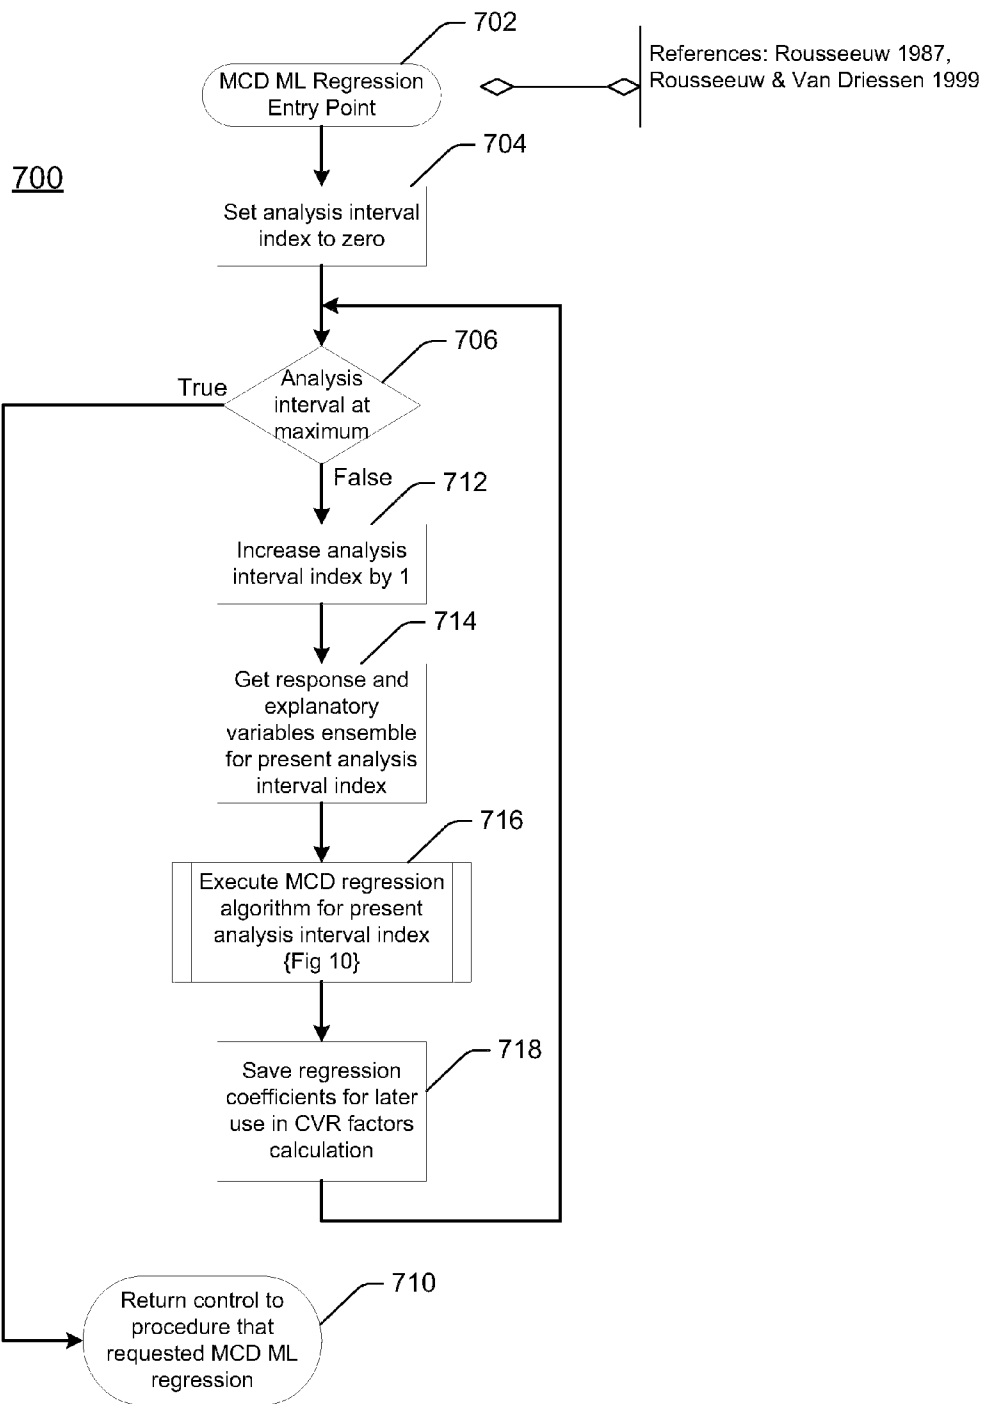 702
MCD ML Regression
Entry Point
References: Rousseeuw 1987,
Rousseeuw & Van Driessen 1999
700
704
Set analysis interval
index to zero
706
True
Analysis
interval at
maximum
False
712
Increase analysis
interval index by 1
714
Get response and
explanatory
variables ensemble
for present analysis
interval index
716
Execute MCD regression
algorithm for present
analysis interval index
{Fig 10}
718
Save regression
coefficients for later
use in CVR factors
calculation
710
Return control to
procedure that
requested MCD ML
regression